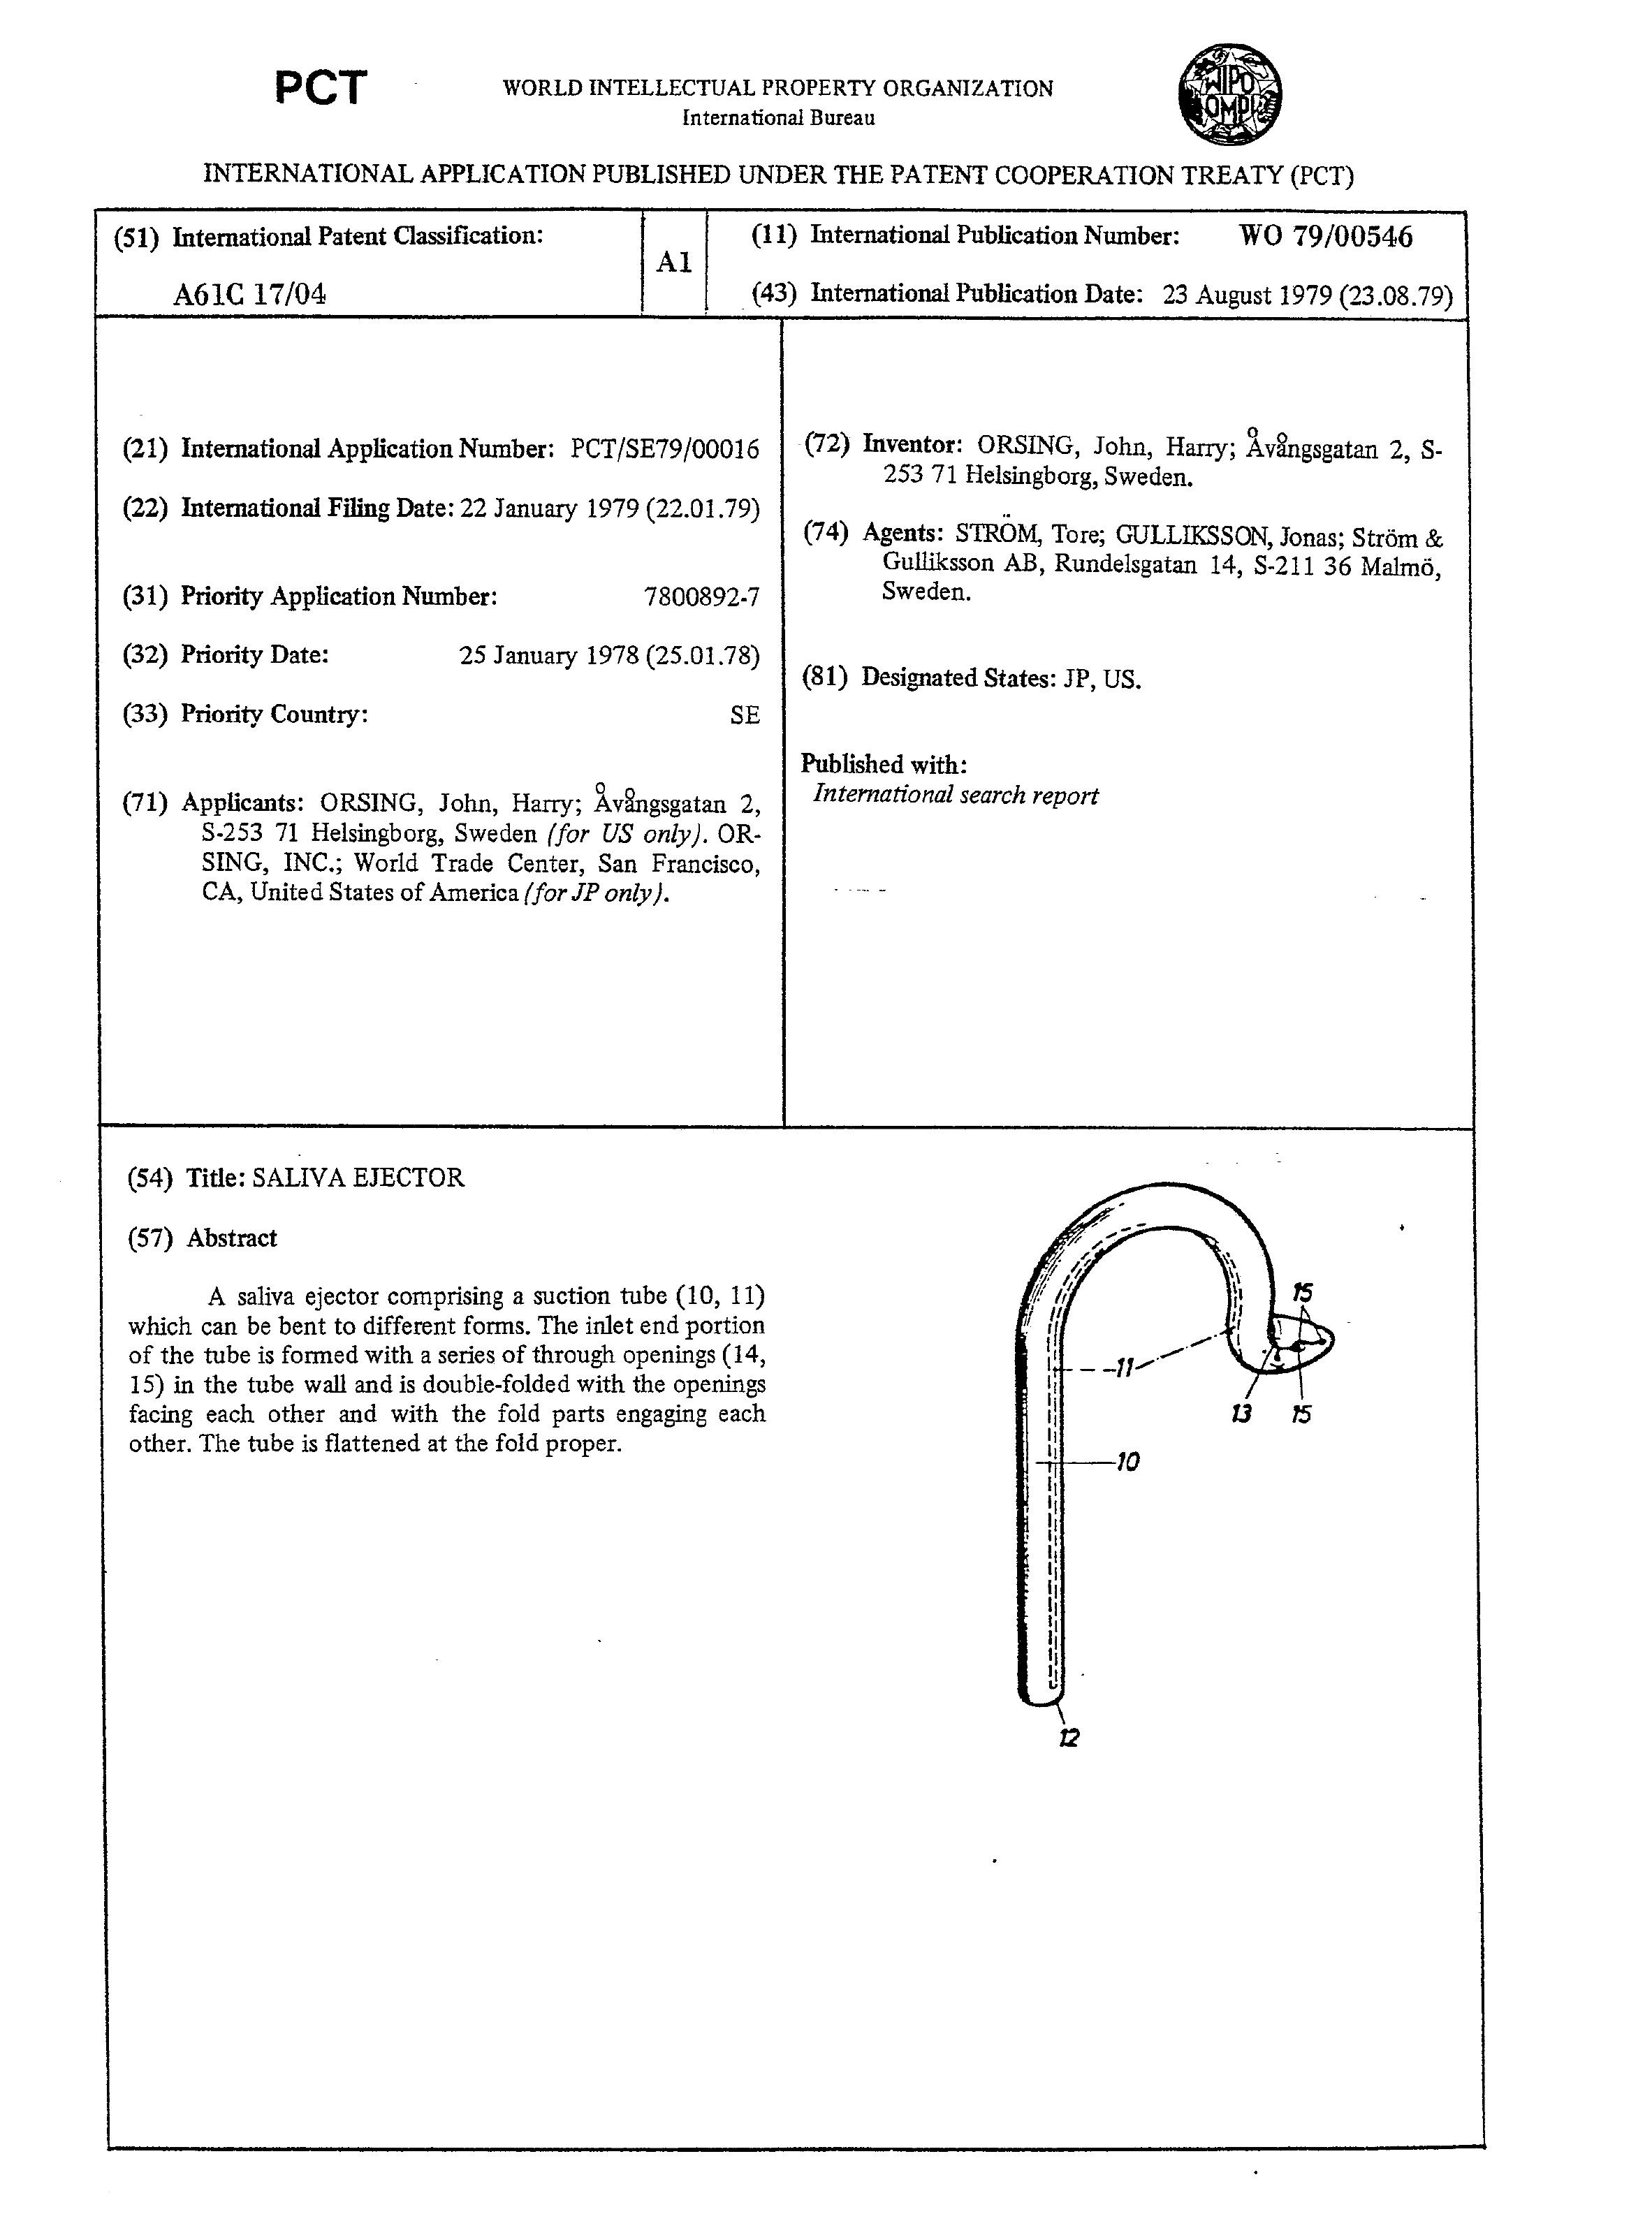 PCT
WORLD INTELLECTUAL PROPERTY ORGANIZATION
International Bureau
WIPO
OMPI
INTERNATIONAL APPLICATION PUBLISHED UNDER THE PATENT COOPERATION TREATY (PCT)
(51) International Patent Classification:
A61C 17/04
A1
(11) International Publication Number: WO 79/00546
(43) International Publication Date: 23 August 1979 (23.08.79)
(21) International Application Number: PCT/SE79/00016
(22) International Filing Date: 22 January 1979 (22.01.79)
(31) Priority Application Number: 7800892-7
(32) Priority Date: 25 January 1978 (25.01.78)
(33) Priority Country: SE
(71) Applicants: ORSING, John, Harry; Åvångsgatan 2,
S-253 71 Helsingborg, Sweden (for US only). OR-
SING, INC.; World Trade Center, San Francisco,
CA, United States of America (for JP only).
(72) Inventor: ORSING, John, Harry; Åvångsgatan 2, S-
253 71 Helsingborg, Sweden.
(74) Agents: STRÖM, Tore; GULLIKSSON, Jonas; Ström &
Gulliksson AB, Rundelsgatan 14, S-211 36 Malmö,
Sweden.
(81) Designated States: JP, US.
Published with:
International search report
(54) Title: SALIVA EJECTOR
(57) Abstract
A saliva ejector comprising a suction tube (10, 11)
which can be bent to different forms. The inlet end portion
of the tube is formed with a series of through openings (14,
15) in the tube wall and is double-folded with the openings
facing each other and with the fold parts engaging each
other. The tube is flattened at the fold proper.
15
11
13 15
10
12